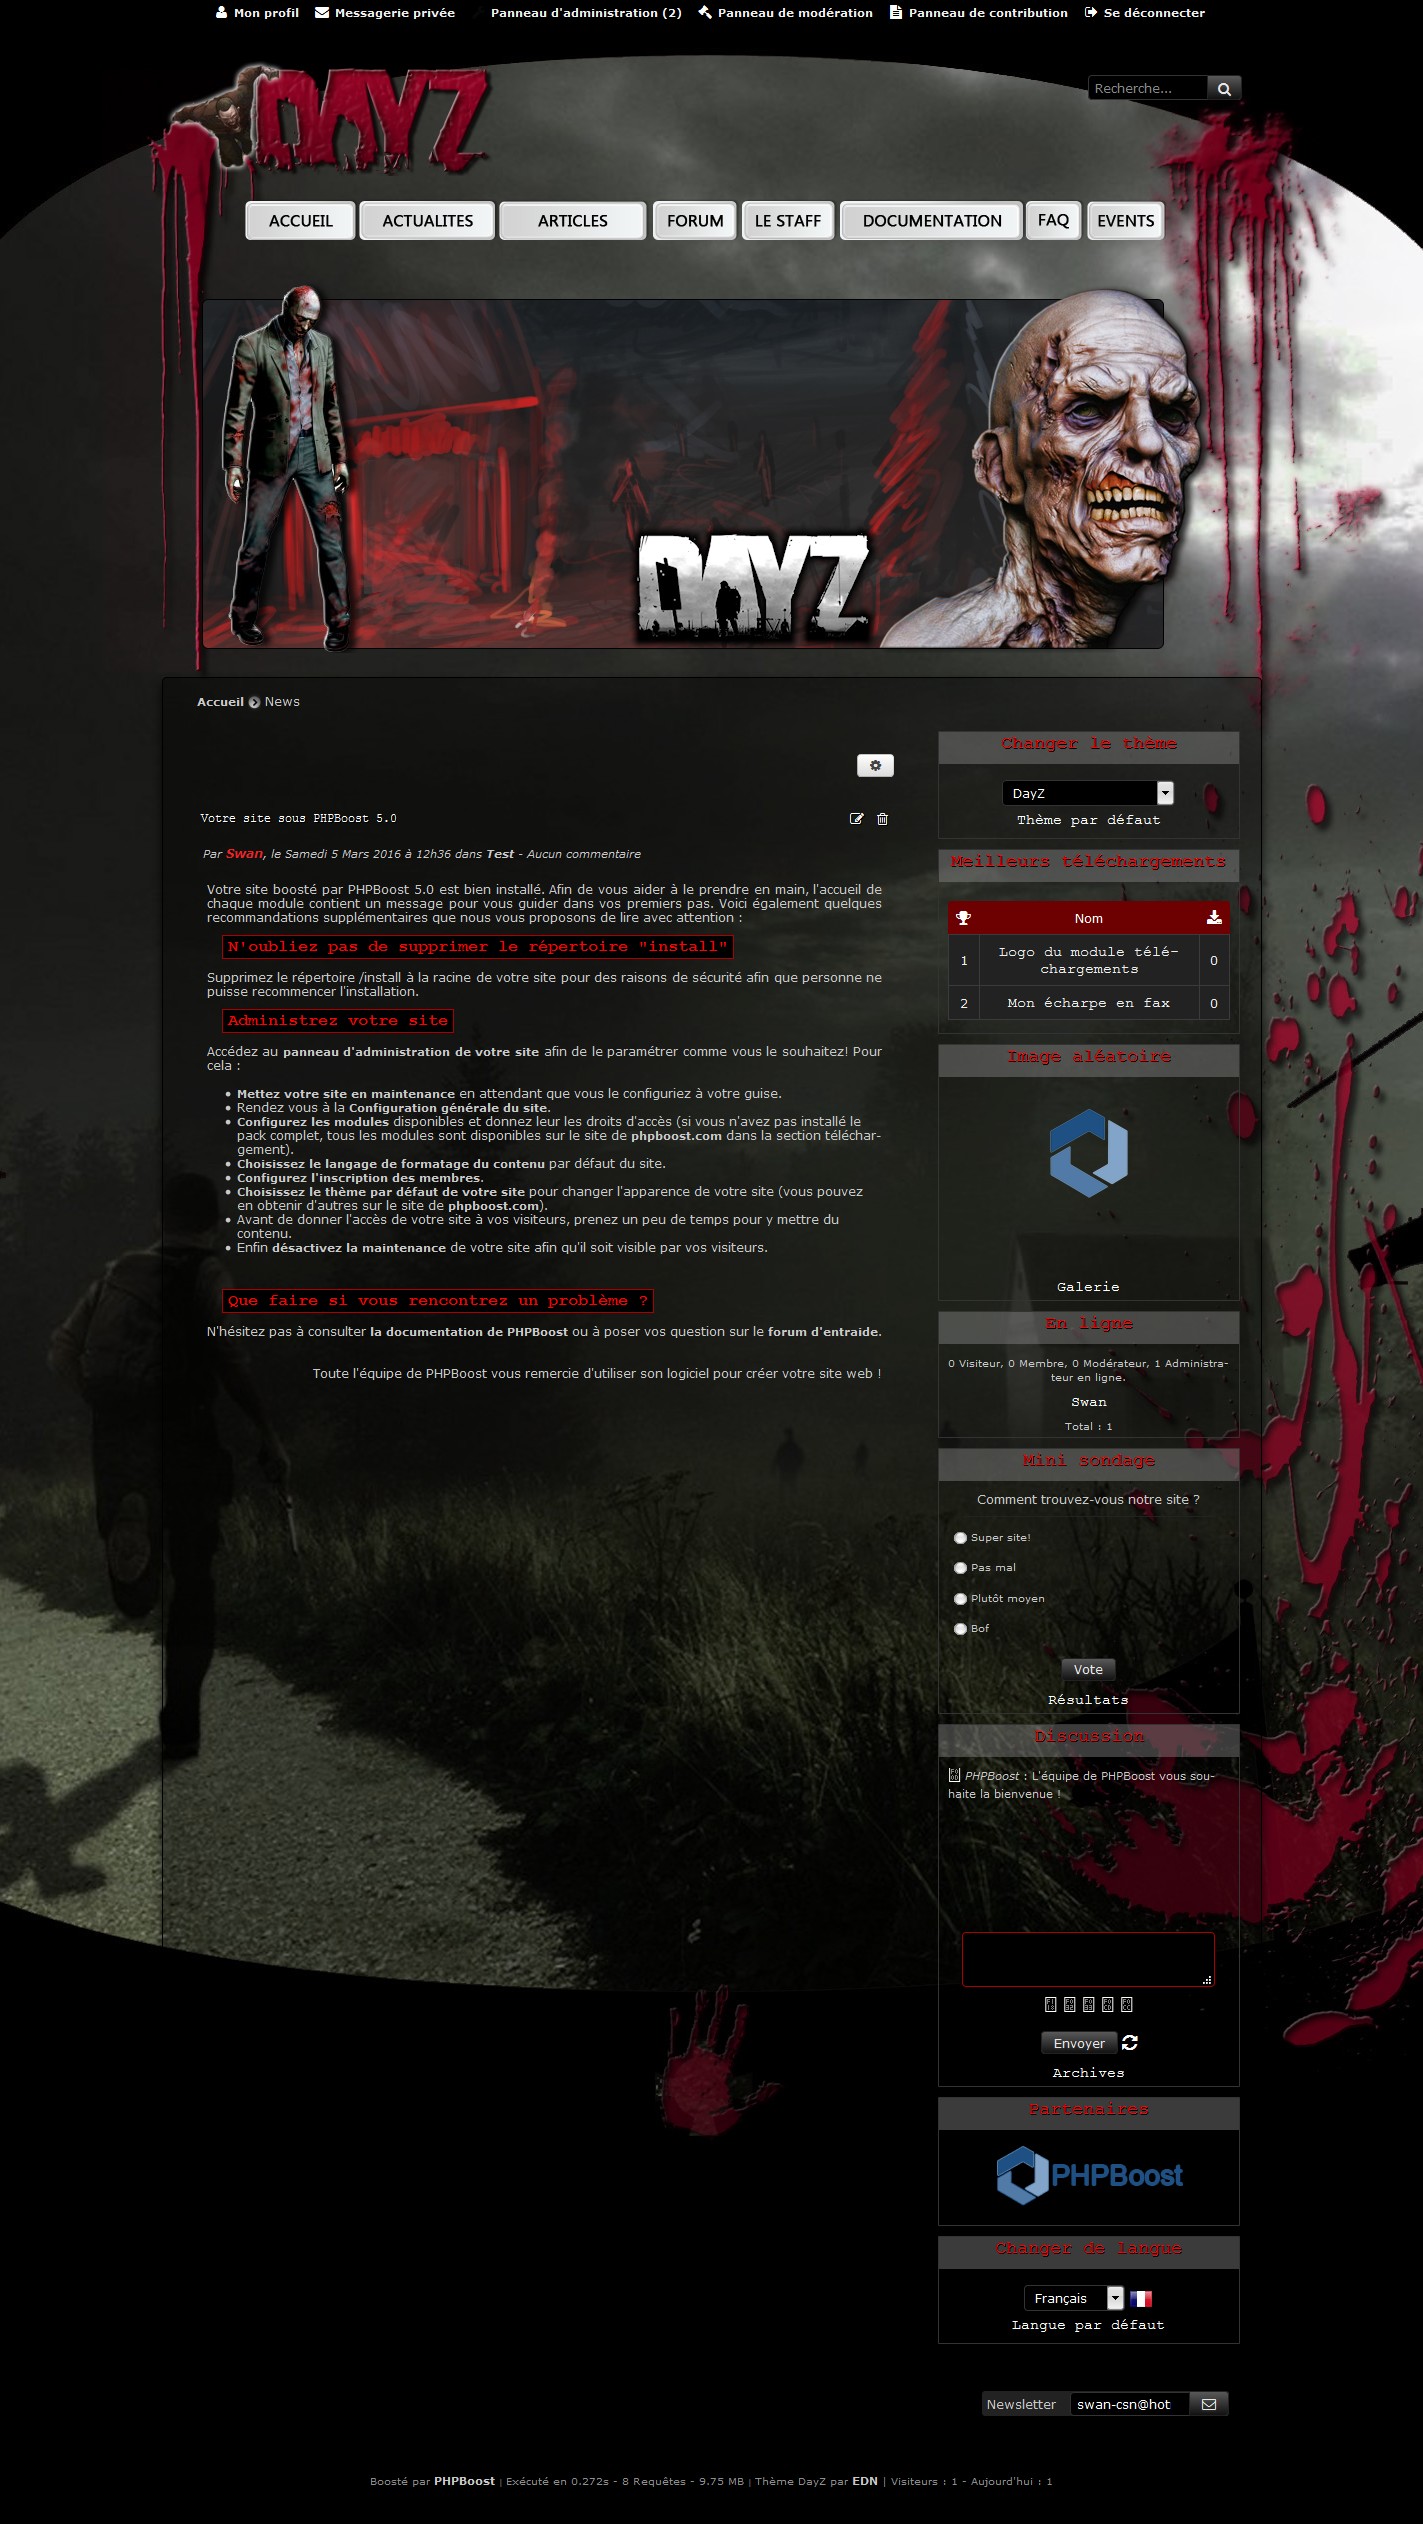 Mon profil Messagerie privée Panneau d'administration (2) Panneau de modération Panneau de contribution Se déconnecter
DAYZ
Recherche...
ACCUEIL ACTUALITES ARTICLES FORUM LE STAFF DOCUMENTATION FAQ EVENTS
DAYZ
Accueil News
Votre site sous PHPBoost 5.0
Par Swan, le Samedi 5 Mars 2016 à 12h36 dans Test - Aucun commentaire
Votre site boosté par PHPBoost 5.0 est bien installé. Afin de vous aider à le prendre en main, l'accueil de
chaque module contient un message pour vous guider dans vos premiers pas. Voici également quelques
recommandations supplémentaires que nous vous proposons de lire avec attention :
N'oubliez pas de supprimer le répertoire "install"
Supprimez le répertoire /install à la racine de votre site pour des raisons de sécurité afin que personne ne
puisse recommencer l'installation.
Administrez votre site
Accédez au panneau d'administration de votre site afin de le paramétrer comme vous le souhaitez! Pour
cela :
• Mettez votre site en maintenance en attendant que vous le configuriez à votre guise.
• Rendez vous à la Configuration générale du site.
• Configurez les modules disponibles et donnez leur les droits d'accès (si vous n'avez pas installé le
pack complet, tous les modules sont disponibles sur le site de phpboost.com dans la section téléchar-
gement).
• Choisissez le langage de formatage du contenu par défaut du site.
• Configurez l'inscription des membres.
• Choisissez le thème par défaut de votre site pour changer l'apparence de votre site (vous pouvez
en obtenir d'autres sur le site de phpboost.com).
• Avant de donner l'accès de votre site à vos visiteurs, prenez un peu de temps pour y mettre du
contenu.
• Enfin désactivez la maintenance de votre site afin qu'il soit visible par vos visiteurs.
Que faire si vous rencontrez un problème ?
N'hésitez pas à consulter la documentation de PHPBoost ou à poser vos question sur le forum d'entraide.
Toute l'équipe de PHPBoost vous remercie d'utiliser son logiciel pour créer votre site web !
Changer le thème
DayZ
Thème par défaut
Meilleurs téléchargements
Nom
1 Logo du module télé-
chargements 0
2 Mon écharpe en fax 0
Image aléatoire
Galerie
En ligne
0 Visiteur, 0 Membre, 0 Modérateur, 1 Administra-
teur en ligne.
Swan
Total : 1
Mini sondage
Comment trouvez-vous notre site ?
Super site!
Pas mal
Plutôt moyen
Bof
Vote
Résultats
Discussion
PHPBoost : L'équipe de PHPBoost vous sou-
haite la bienvenue !
Envoyer
Archives
Partenaires
PHPBoost
Changer de langue
Français
Langue par défaut
Newsletter swan-csn@hot
Boosté par PHPBoost | Exécuté en 0.272s - 8 Requêtes - 9.75 MB | Thème DayZ par EDN | Visiteurs : 1 - Aujourd'hui : 1